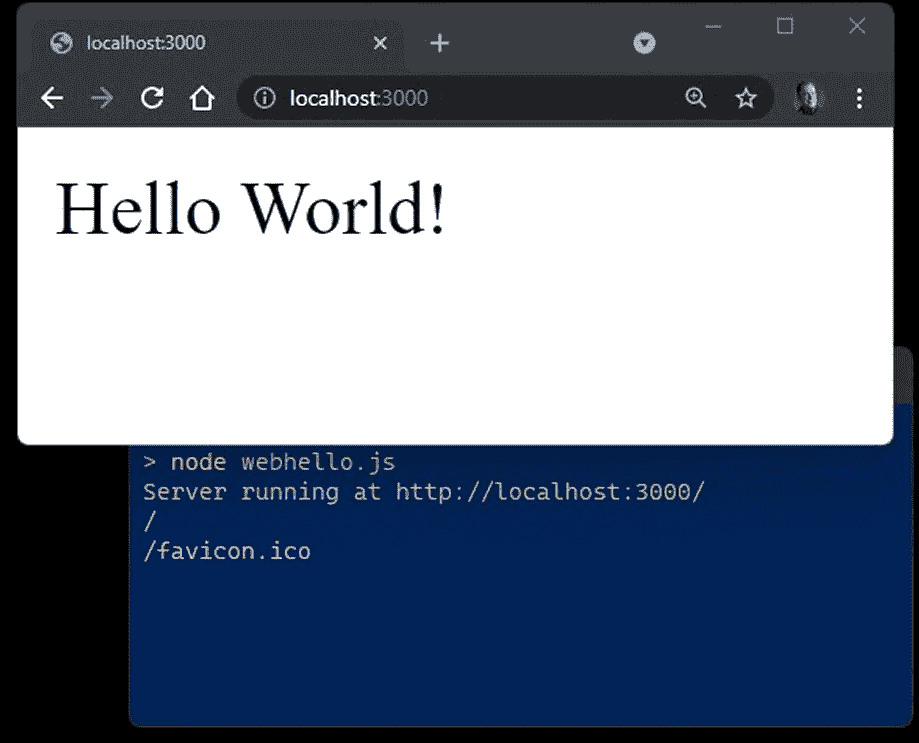 localhost:3000
localhost:3000
Hello World!
> node webhello.js
Server running at http://localhost:3000/
/
/favicon.ico